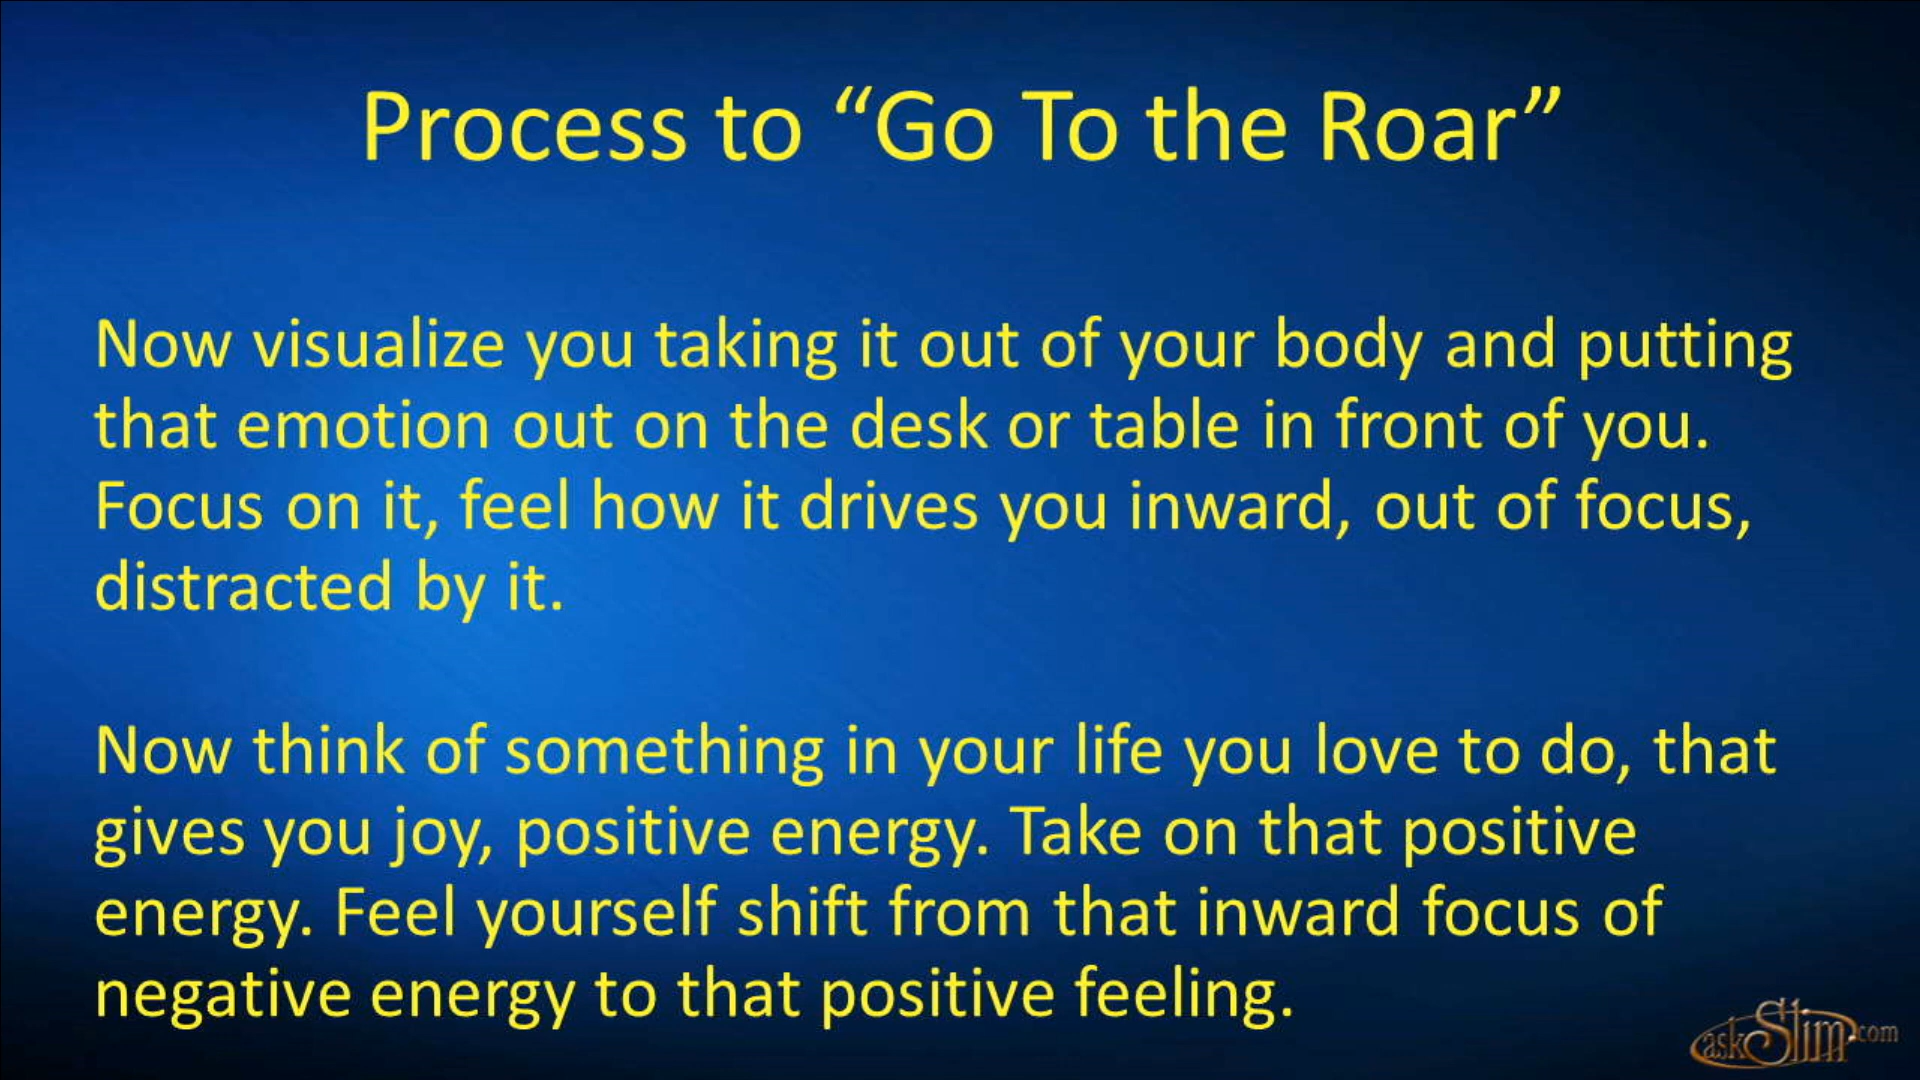 Process to “Go To the Roar”
Now visualize you taking it out of your body and putting
that emotion out on the desk or table in front of you.
Focus on it, feel how it drives you inward, out of focus,
distracted by it.
Now think of something in your life you love to do, that
gives you joy, positive energy. Take on that positive
energy. Feel yourself shift from that inward focus of
negative energy to that positive feeling.
askSlim.com